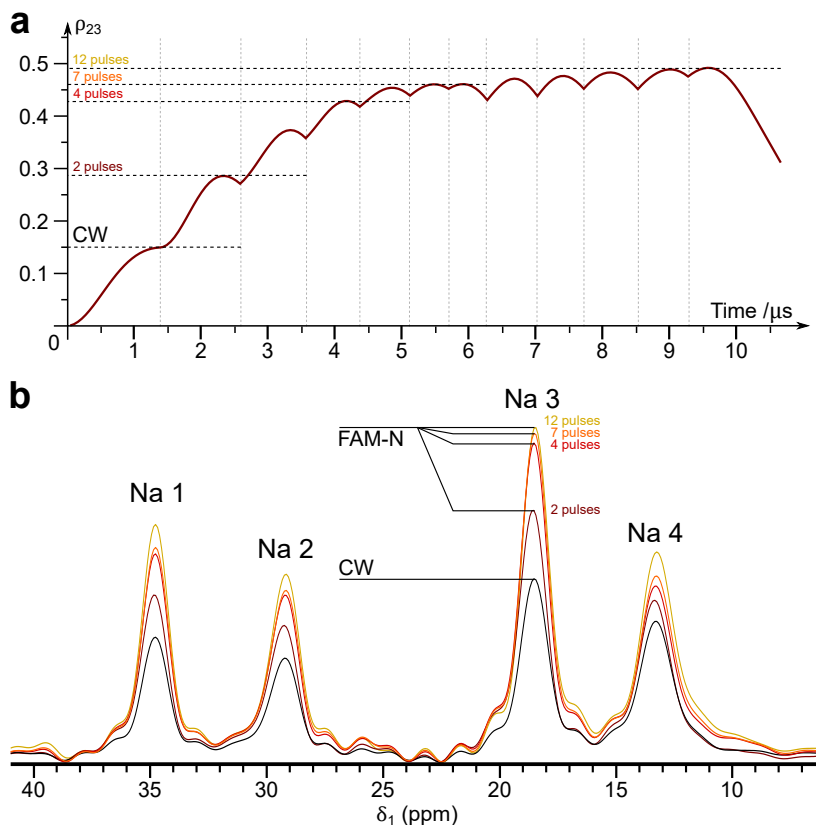 a
ρ23
12 pulses
0.5
7 pulses
4 pulses
0.4
0.3
2 pulses
0.2
CW
0.1
Time /μs
0
1 2 3 4 5 6 7 8 9 10
b
Na 3
12 pulses
FAM-N
7 pulses
4 pulses
Na 1
2 pulses
Na 2
Na 4
CW
40 35 30 25 20 15 10
δ1 (ppm)